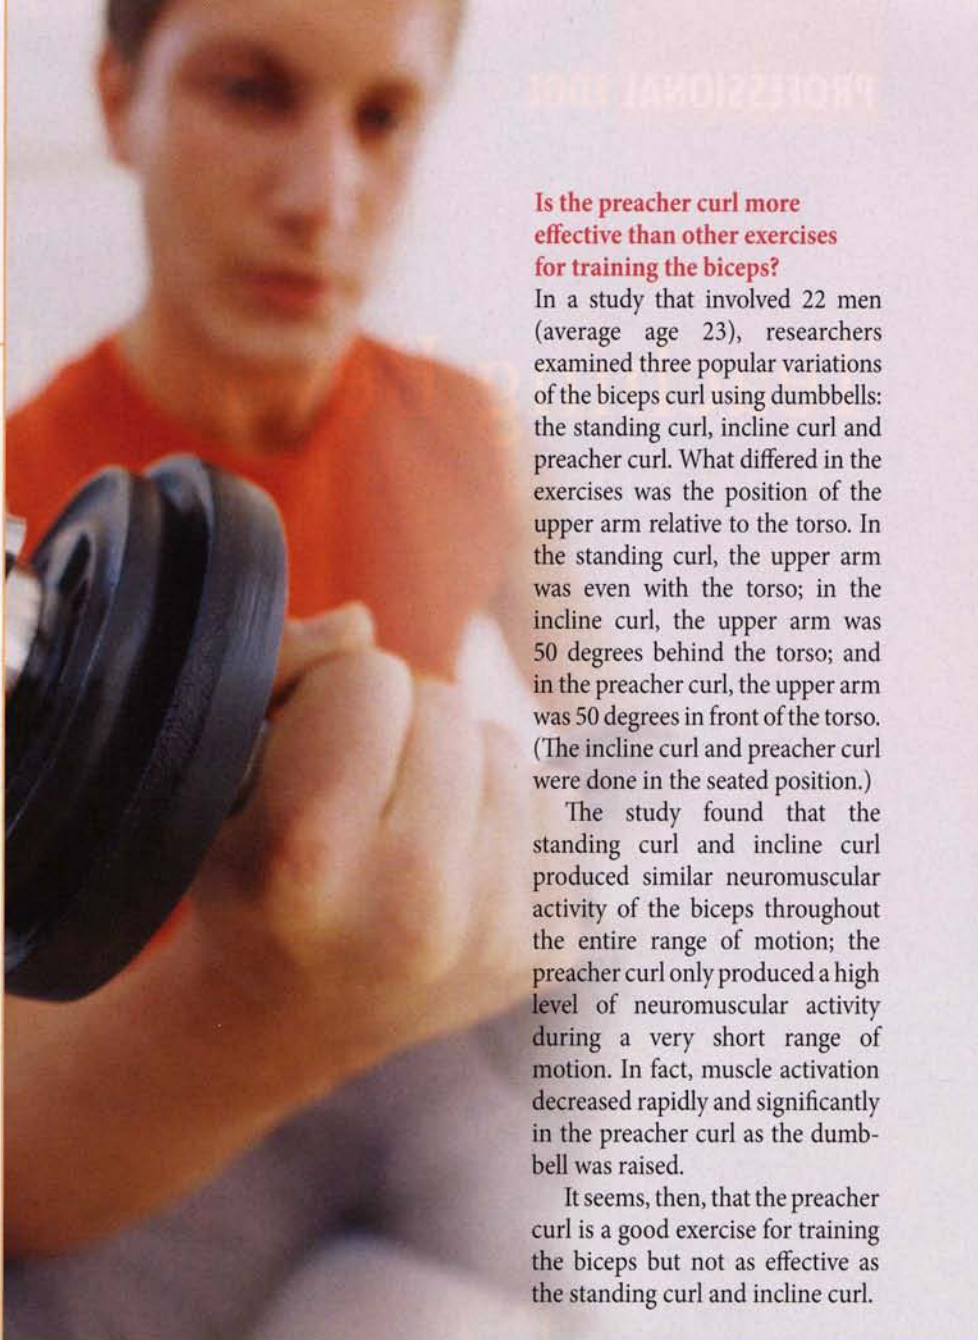 PROFESSIONAL EDGE
Is the preacher curl more
effective than other exercises
for training the biceps?
In a study that involved 22 men
(average age 23), researchers
examined three popular variations
of the biceps curl using dumbbells:
the standing curl, incline curl and
preacher curl. What differed in the
exercises was the position of the
upper arm relative to the torso. In
the standing curl, the upper arm
was even with the torso; in the
incline curl, the upper arm was
50 degrees behind the torso; and
in the preacher curl, the upper arm
was 50 degrees in front of the torso.
(The incline curl and preacher curl
were done in the seated position.)
The study found that the
standing curl and incline curl
produced similar neuromuscular
activity of the biceps throughout
the entire range of motion; the
preacher curl only produced a high
level of neuromuscular activity
during a very short range of
motion. In fact, muscle activation
decreased rapidly and significantly
in the preacher curl as the dumb-
bell was raised.
It seems, then, that the preacher
curl is a good exercise for training
the biceps but not as effective as
the standing curl and incline curl.